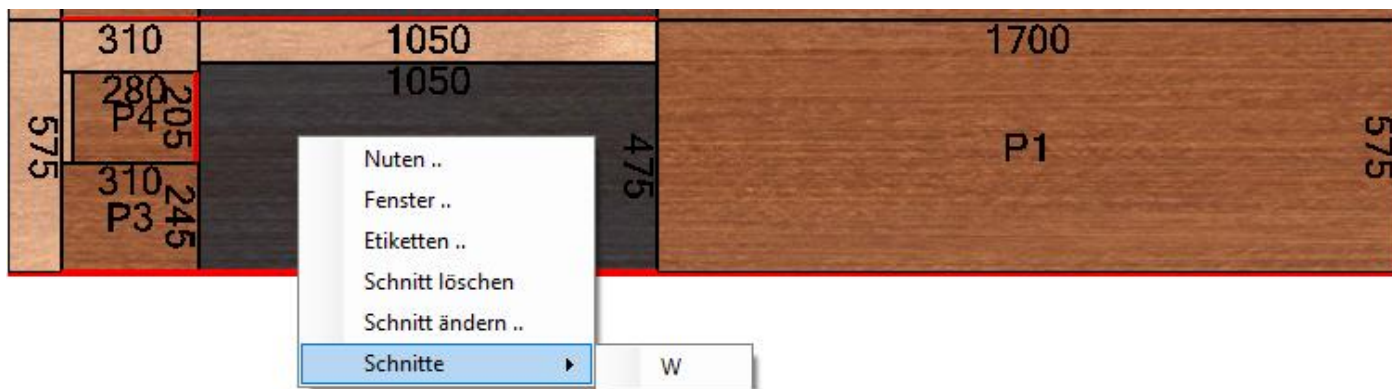 310
1050
1700
280
1050
P4
205
575
475
P1
575
310
P3
245
Nuten ..
Fenster ..
Etiketten ..
Schnitt löschen
Schnitt ändern ..
Schnitte
W